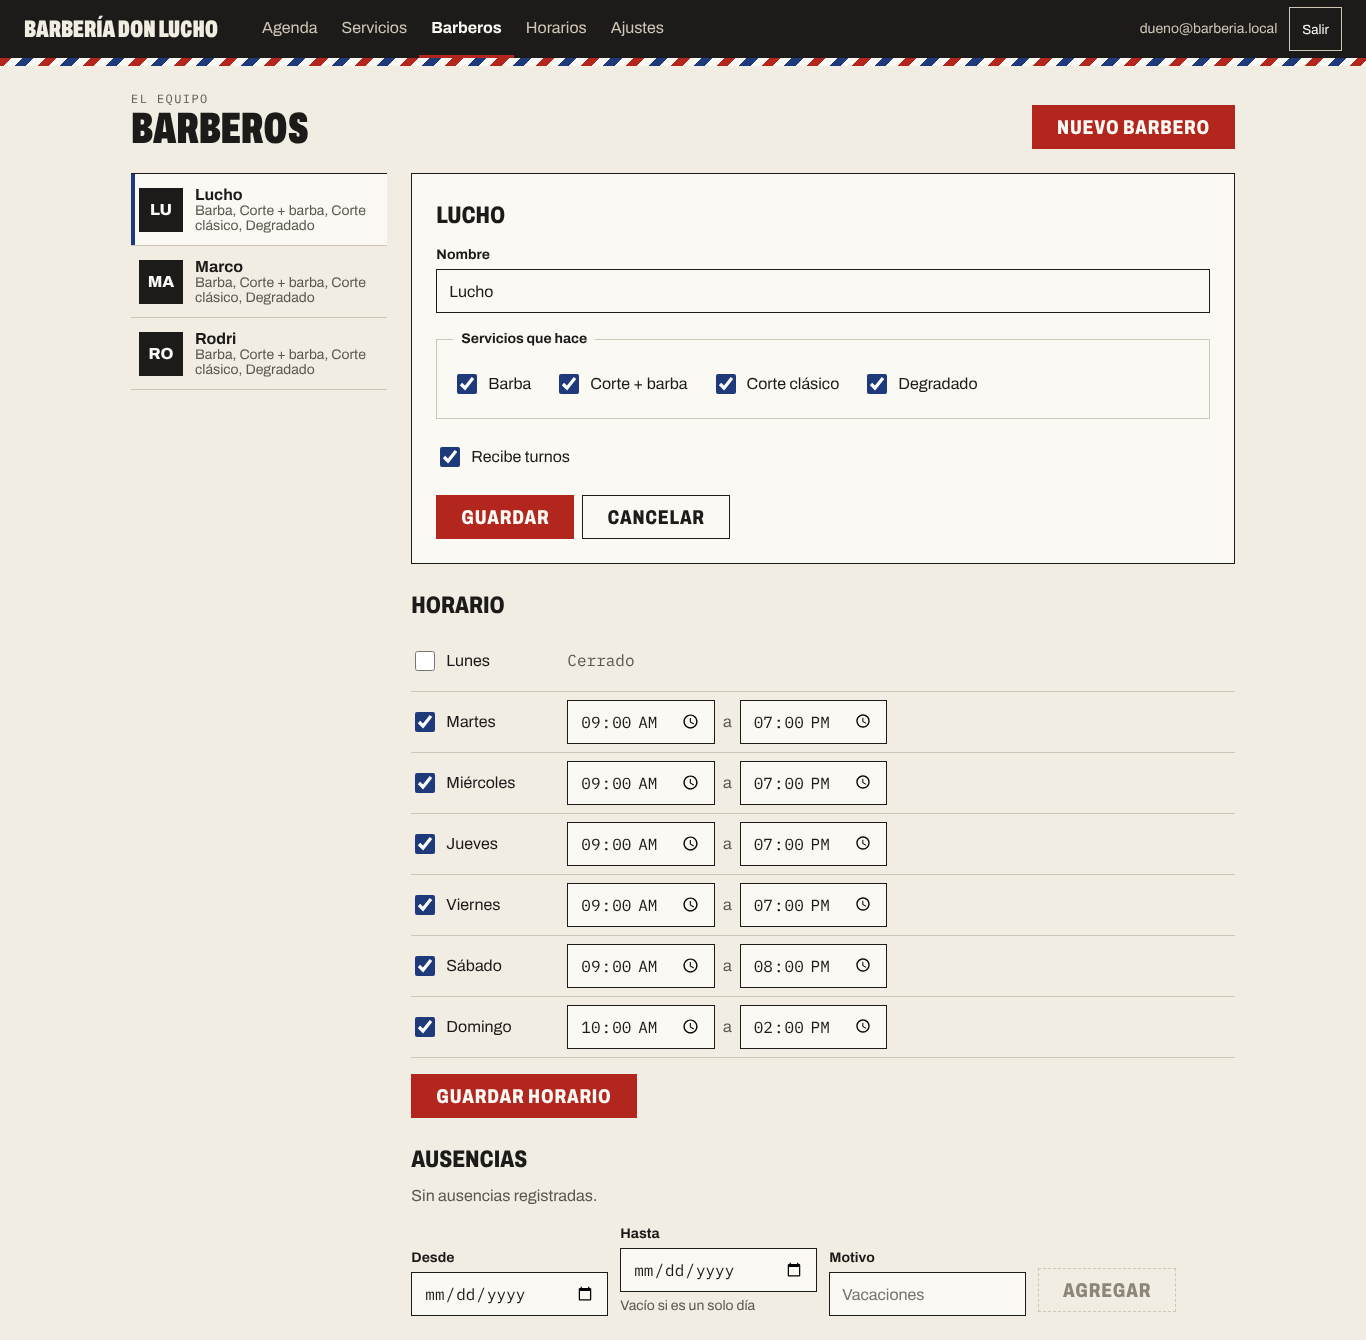 BARBERÍA DON LUCHO
Agenda
Servicios
Barberos
Horarios
Ajustes
dueno@barberia.local
Salir
EL EQUIPO
BARBEROS
NUEVO BARBERO
LU
Lucho
Barba, Corte + barba, Corte
clásico, Degradado
MA
Marco
Barba, Corte + barba, Corte
clásico, Degradado
RO
Rodri
Barba, Corte + barba, Corte
clásico, Degradado
LUCHO
Nombre
Lucho
Servicios que hace
Barba
Corte + barba
Corte clásico
Degradado
Recibe turnos
GUARDAR
CANCELAR
HORARIO
Lunes
Cerrado
Martes 09:00 AM a 07:00 PM
Miércoles 09:00 AM a 07:00 PM
Jueves 09:00 AM a 07:00 PM
Viernes 09:00 AM a 07:00 PM
Sábado 09:00 AM a 08:00 PM
Domingo 10:00 AM a 02:00 PM
GUARDAR HORARIO
AUSENCIAS
Sin ausencias registradas.
Desde
mm/dd/yyyy
Hasta
mm/dd/yyyy
Vacío si es un solo día
Motivo
Vacaciones
AGREGAR